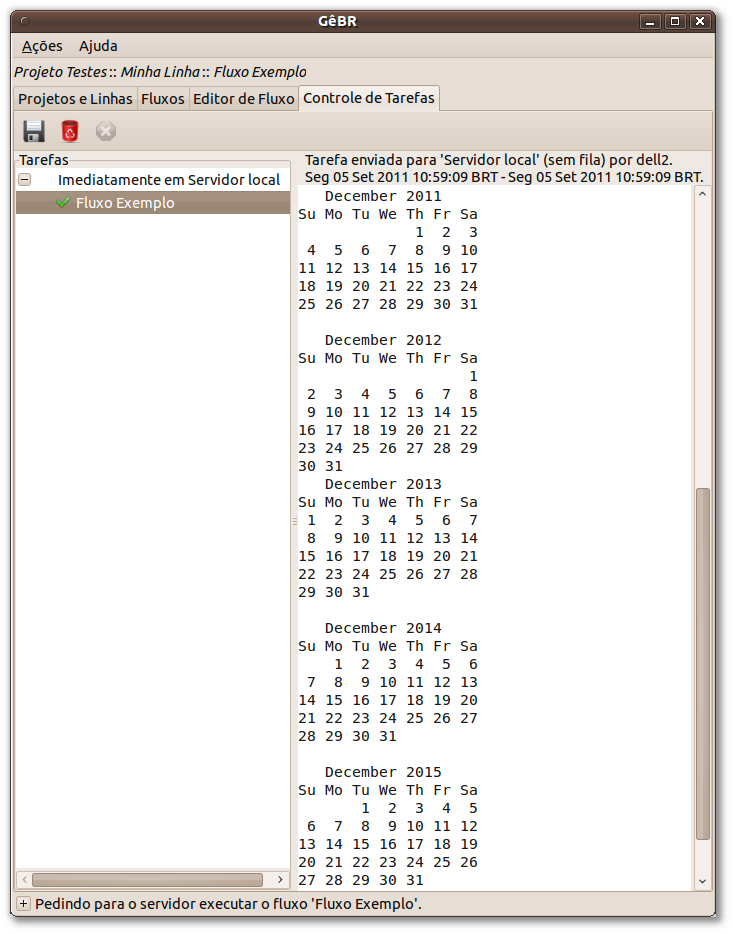 GêBR
Ações Ajuda
Projeto Testes :: Minha Linha :: Fluxo Exemplo
Projetos e Linhas Fluxos Editor de Fluxo Controle de Tarefas
Tarefas
Imediatamente em Servidor local
Fluxo Exemplo
Tarefa enviada para 'Servidor local' (sem fila) por dell2.
Seg 05 Set 2011 10:59:09 BRT - Seg 05 Set 2011 10:59:09 BRT.
   December 2011
Su Mo Tu We Th Fr Sa
             1  2  3
 4  5  6  7  8  9 10
11 12 13 14 15 16 17
18 19 20 21 22 23 24
25 26 27 28 29 30 31
   December 2012
Su Mo Tu We Th Fr Sa
                   1
 2  3  4  5  6  7  8
 9 10 11 12 13 14 15
16 17 18 19 20 21 22
23 24 25 26 27 28 29
30 31
   December 2013
Su Mo Tu We Th Fr Sa
 1  2  3  4  5  6  7
 8  9 10 11 12 13 14
15 16 17 18 19 20 21
22 23 24 25 26 27 28
29 30 31
   December 2014
Su Mo Tu We Th Fr Sa
    1  2  3  4  5  6
 7  8  9 10 11 12 13
14 15 16 17 18 19 20
21 22 23 24 25 26 27
28 29 30 31
   December 2015
Su Mo Tu We Th Fr Sa
       1  2  3  4  5
 6  7  8  9 10 11 12
13 14 15 16 17 18 19
20 21 22 23 24 25 26
27 28 29 30 31
Pedindo para o servidor executar o fluxo 'Fluxo Exemplo'.